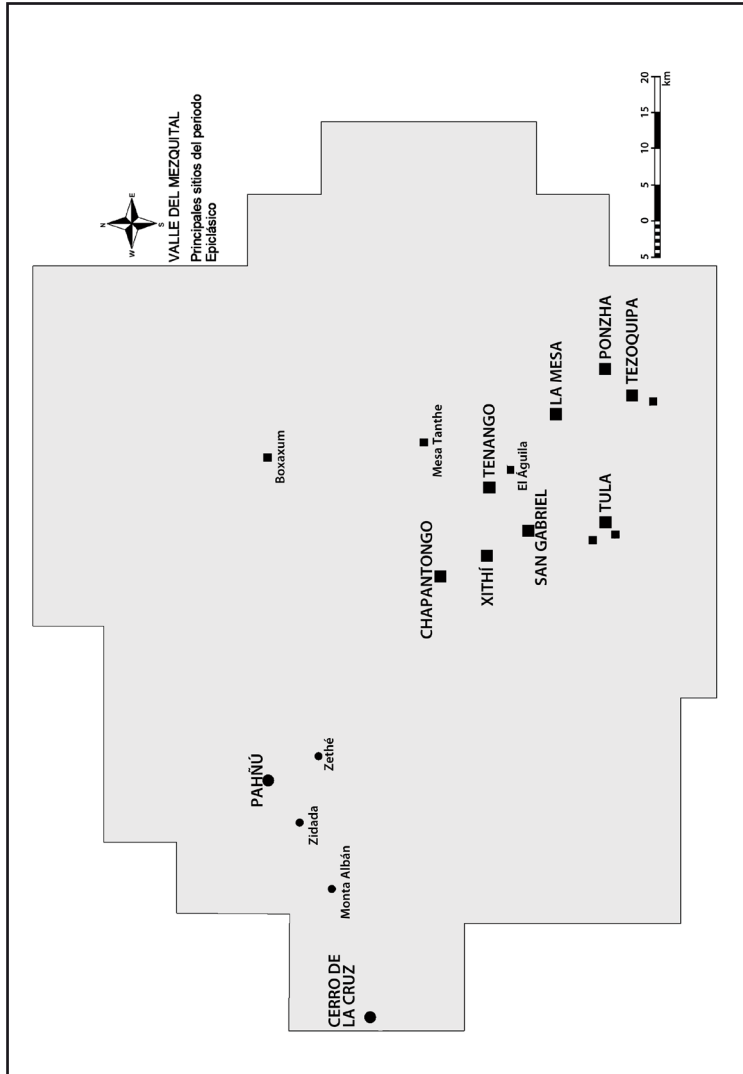 N
W
E
S
VALLE DEL MEZQUITAL
Principales sitios del periodo
Epiclásico
Boxaxum
PAHÑÚ
Zidada
Zethé
Monta Albán
CERRO DE
LA CRUZ
Mesa Tanthe
CHAPANTONGO
TENANGO
XITHÍ
El Águila
SAN GABRIEL
LA MESA
TULA
PONZHA
TEZOQUIPA
5 0 5 10 15 20
km